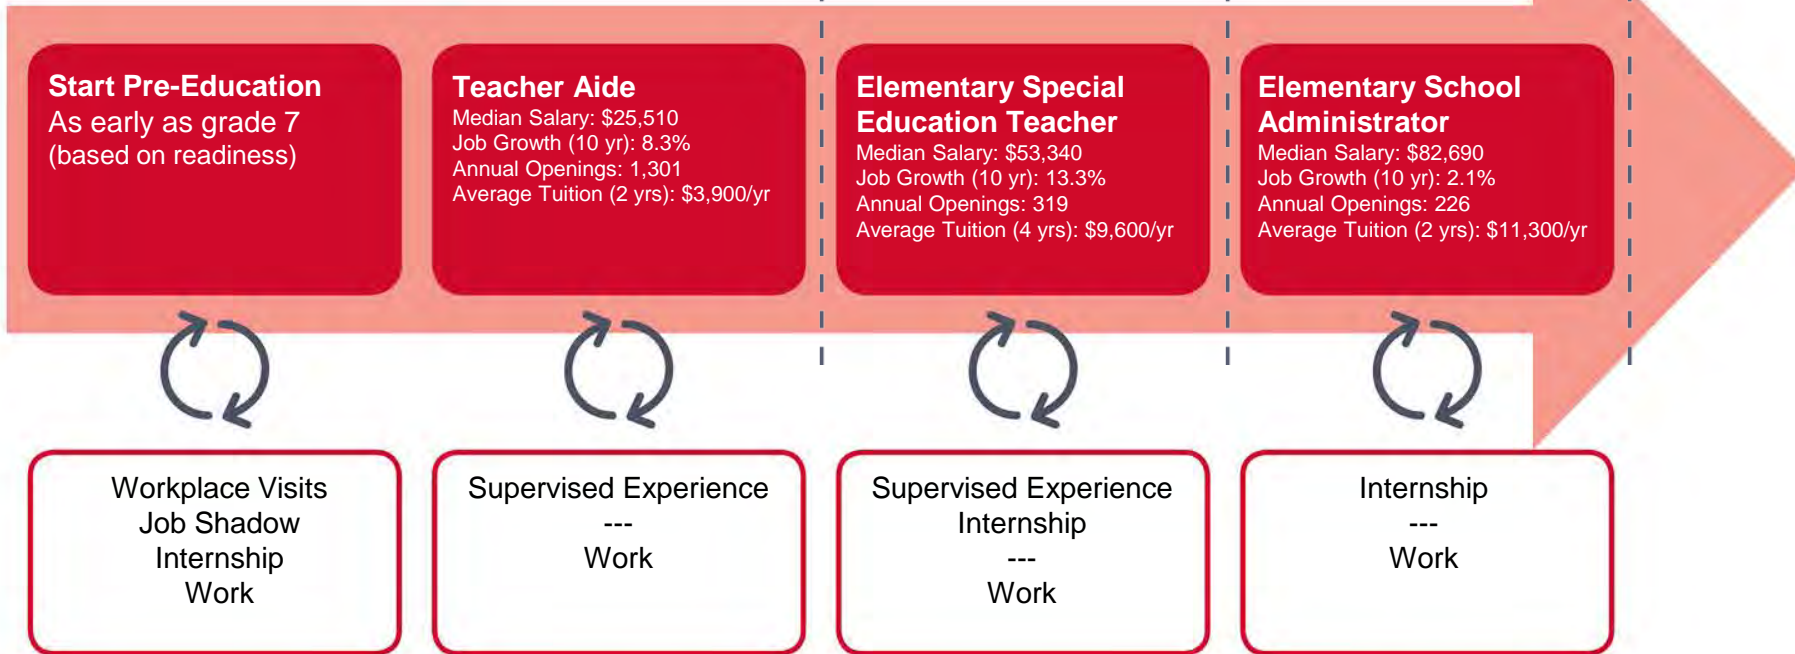 Start Pre-Education
As early as grade 7
(based on readiness)
Teacher Aide
Median Salary: $25,510
Job Growth (10 yr): 8.3%
Annual Openings: 1,301
Average Tuition (2 yrs): $3,900/yr
Elementary Special
Education Teacher
Median Salary: $53,340
Job Growth (10 yr): 13.3%
Annual Openings: 319
Average Tuition (4 yrs): $9,600/yr
Elementary School
Administrator
Median Salary: $82,690
Job Growth (10 yr): 2.1%
Annual Openings: 226
Average Tuition (2 yrs): $11,300/yr
Workplace Visits
Job Shadow
Internship
Work
Supervised Experience
---
Work
Supervised Experience
Internship
---
Work
Internship
---
Work